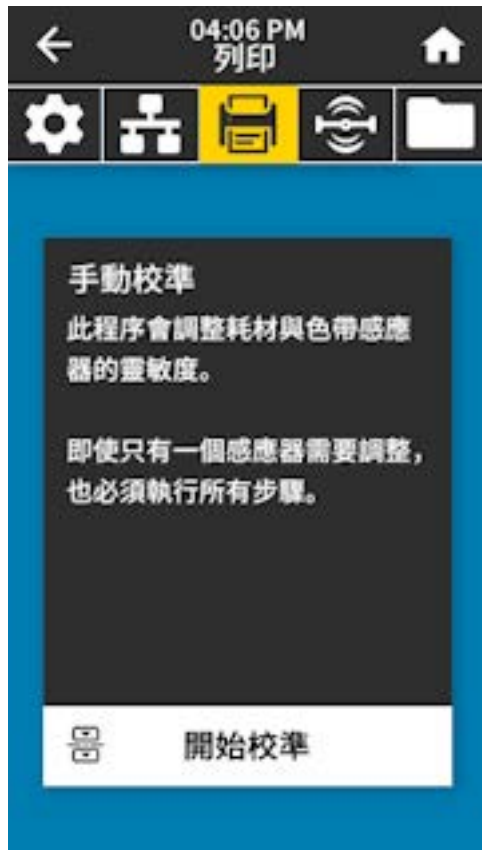 04:06 PM
列印
手動校準
此程序會調整耗材與色帶感應
器的靈敏度。
即使只有一個感應器需要調整，
也必須執行所有步驟。
開始校準